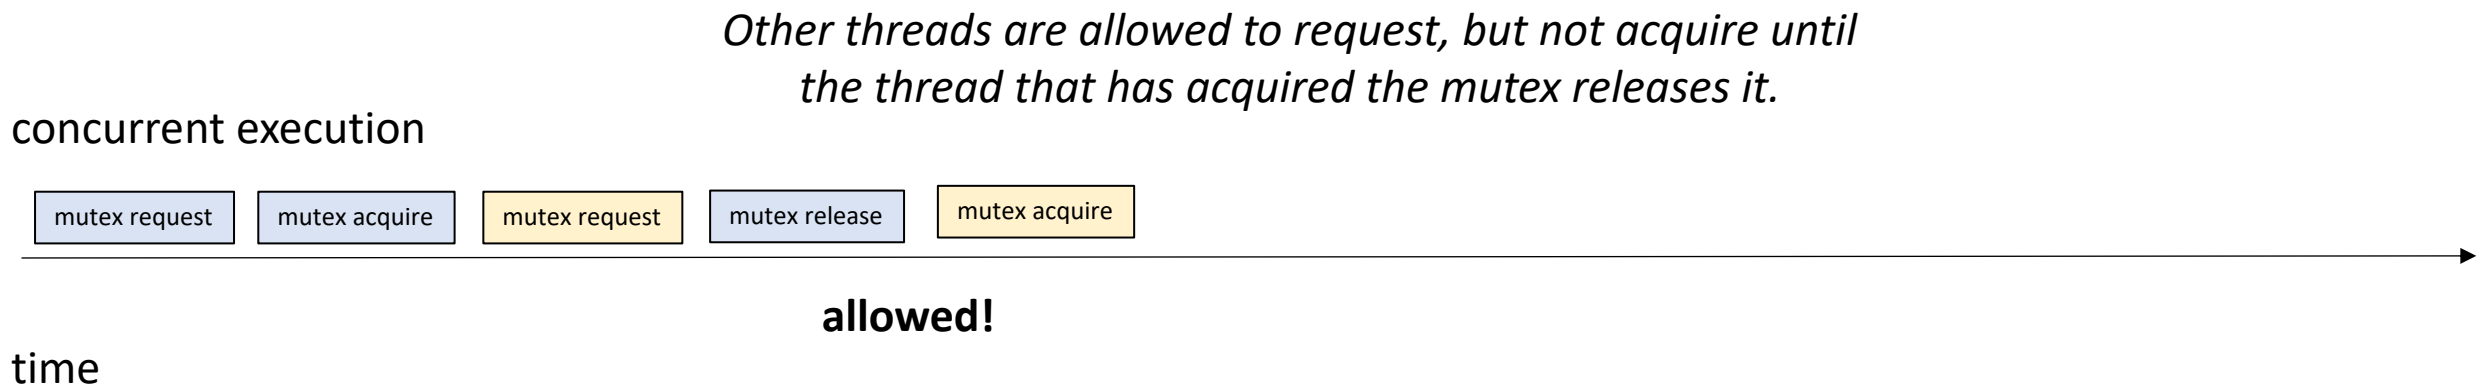 Other threads are allowed to request, but not acquire until
the thread that has acquired the mutex releases it.
concurrent execution
mutex request
mutex acquire
mutex request
mutex release
mutex acquire
allowed!
time